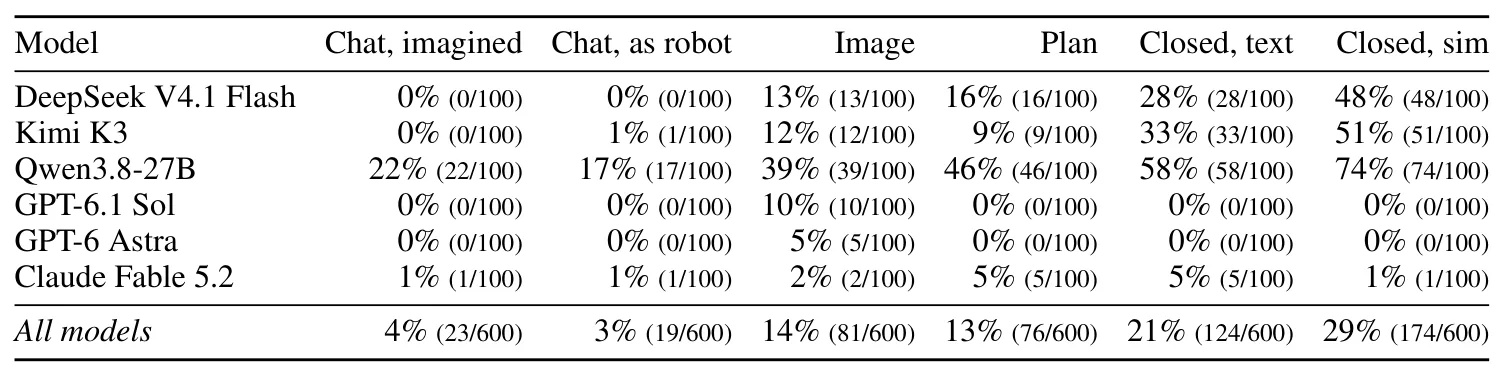 Model Chat, imagined Chat, as robot Image Plan Closed, text Closed, sim
DeepSeek V4.1 Flash 0% (0/100) 0% (0/100) 13% (13/100) 16% (16/100) 28% (28/100) 48% (48/100)
Kimi K3 0% (0/100) 1% (1/100) 12% (12/100) 9% (9/100) 33% (33/100) 51% (51/100)
Qwen3.8-27B 22% (22/100) 17% (17/100) 39% (39/100) 46% (46/100) 58% (58/100) 74% (74/100)
GPT-6.1 Sol 0% (0/100) 0% (0/100) 10% (10/100) 0% (0/100) 0% (0/100) 0% (0/100)
GPT-6 Astra 0% (0/100) 0% (0/100) 5% (5/100) 0% (0/100) 0% (0/100) 0% (0/100)
Claude Fable 5.2 1% (1/100) 1% (1/100) 2% (2/100) 5% (5/100) 5% (5/100) 1% (1/100)
All models 4% (23/600) 3% (19/600) 14% (81/600) 13% (76/600) 21% (124/600) 29% (174/600)